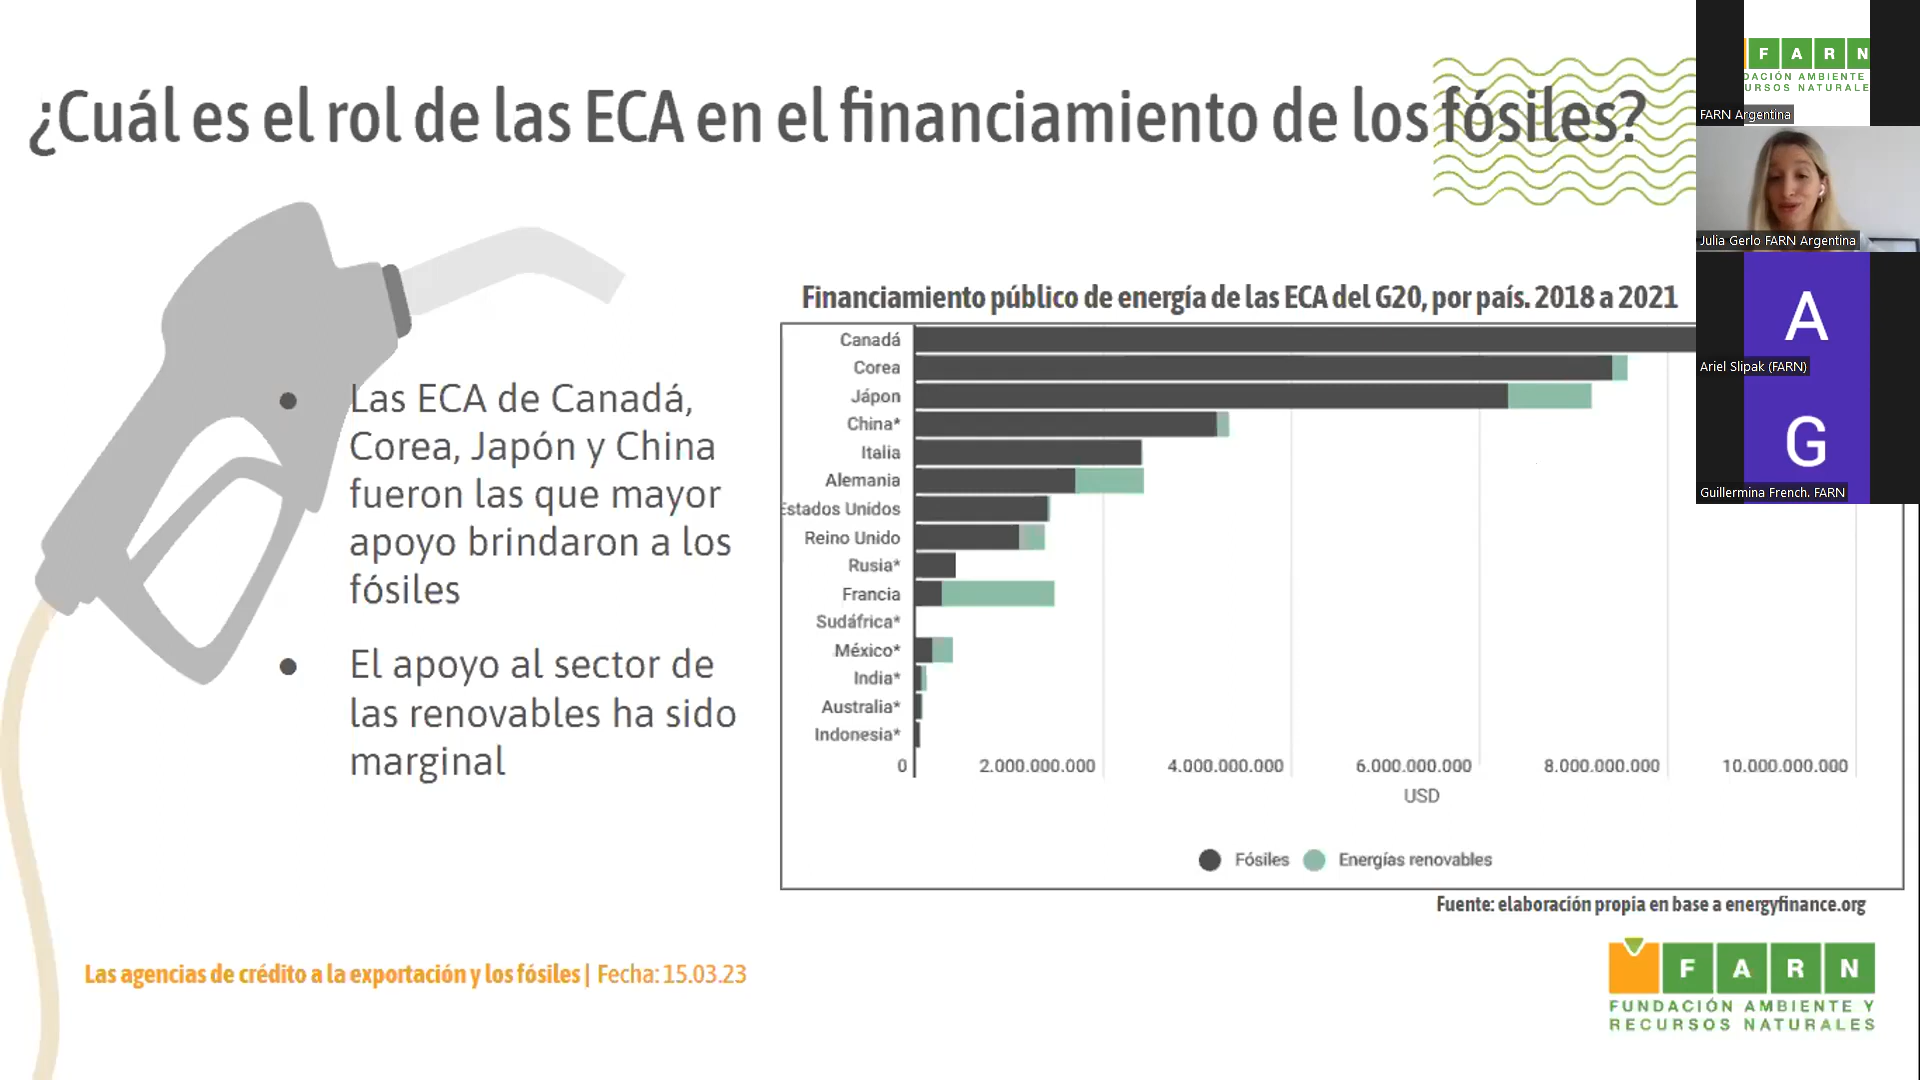 ¿Cuál es el rol de las ECA en el financiamiento de los fósiles?
Las ECA de Canadá,
Corea, Japón y China
fueron las que mayor
apoyo brindaron a los
fósiles
El apoyo al sector de
las renovables ha sido
marginal
Financiamiento público de energía de las ECA del G20, por país. 2018 a 2021
Canadá
Corea
Jápon
China*
Italia
Alemania
Estados Unidos
Reino Unido
Rusia*
Francia
Sudáfrica*
México*
India*
Australia*
Indonesia*
0 2.000.000.000 4.000.000.000 6.000.000.000 8.000.000.000 10.000.000.000
USD
Fósiles Energías renovables
Fuente: elaboración propia en base a energyfinance.org
Las agencias de crédito a la exportación y los fósiles | Fecha: 15.03.23
FARN
FUNDACIÓN AMBIENTE Y
RECURSOS NATURALES
FARN
DACIÓN AMBIENTE
URSOS NATURALE
FARN Argentina
Julia Gerlo FARN Argentina
A
Ariel Slipak (FARN)
G
Guillermina French. FARN